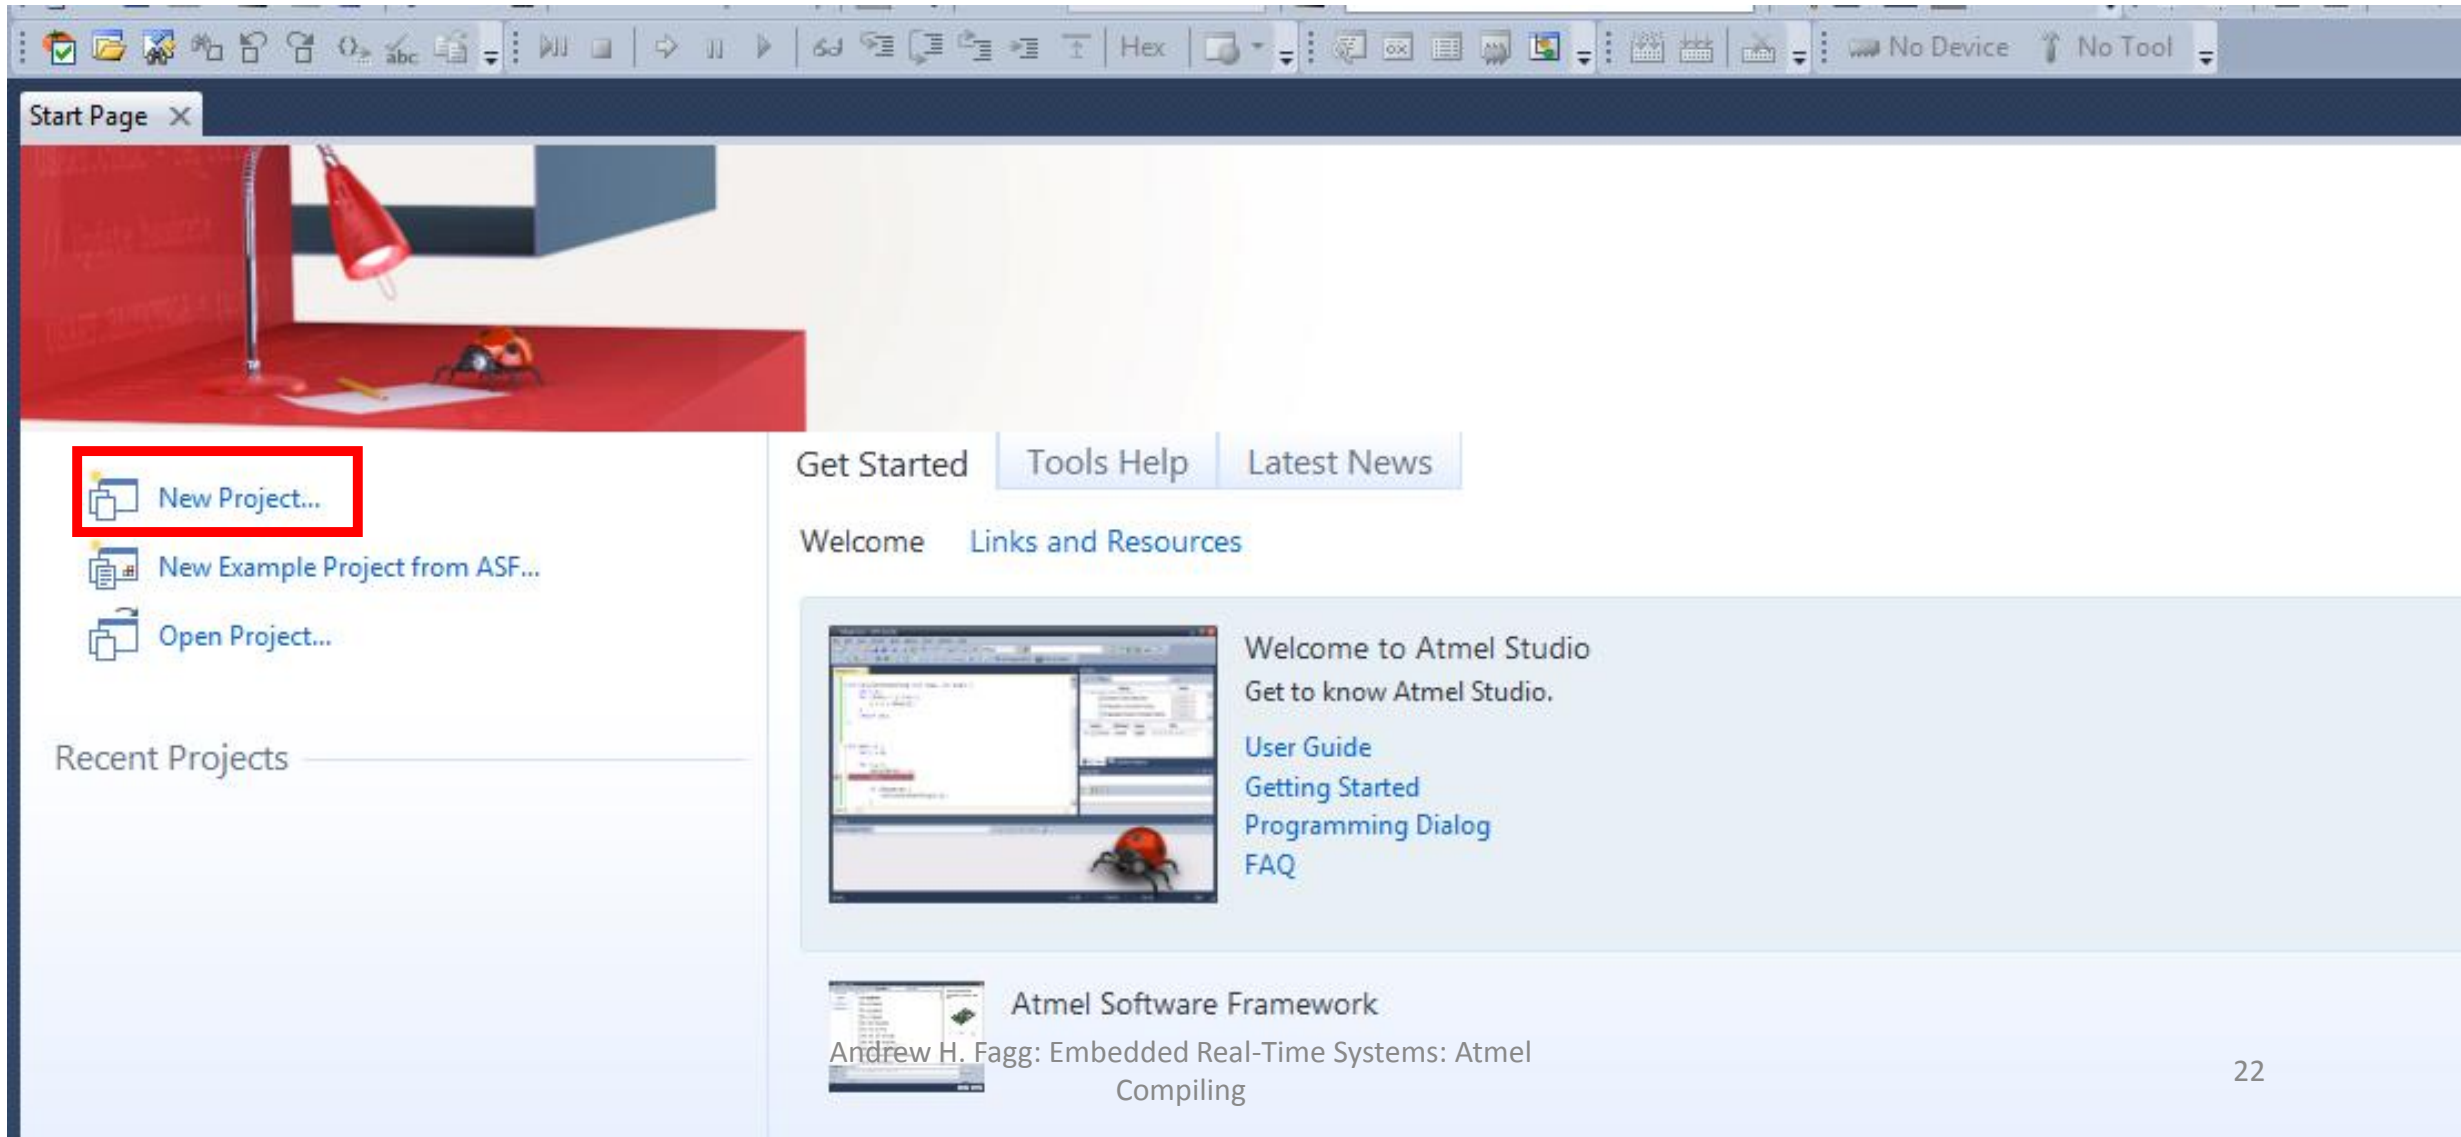 Hex
No Device
No Tool
Start Page
New Project...
New Example Project from ASF...
Open Project...
Recent Projects
Get Started
Tools Help
Latest News
Welcome
Links and Resources
Welcome to Atmel Studio
Get to know Atmel Studio.
User Guide
Getting Started
Programming Dialog
FAQ
Atmel Software Framework
Andrew H. Fagg: Embedded Real-Time Systems: Atmel
Compiling
22